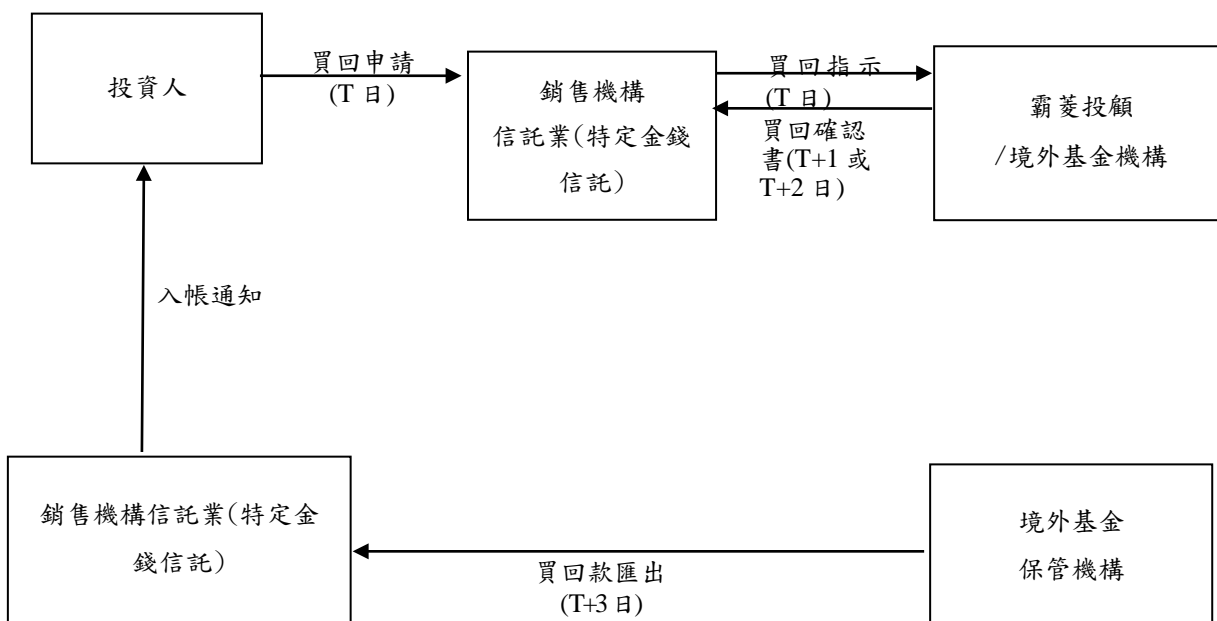 投資人
買回申請
(T 日)
銷售機構
信託業(特定金錢
信託)
買回指示
(T 日)
買回確認
書(T+1 或
T+2 日)
霸菱投顧
/境外基金機構
入帳通知
銷售機構信託業(特定金
錢信託)
買回款匯出
(T+3 日)
境外基金
保管機構